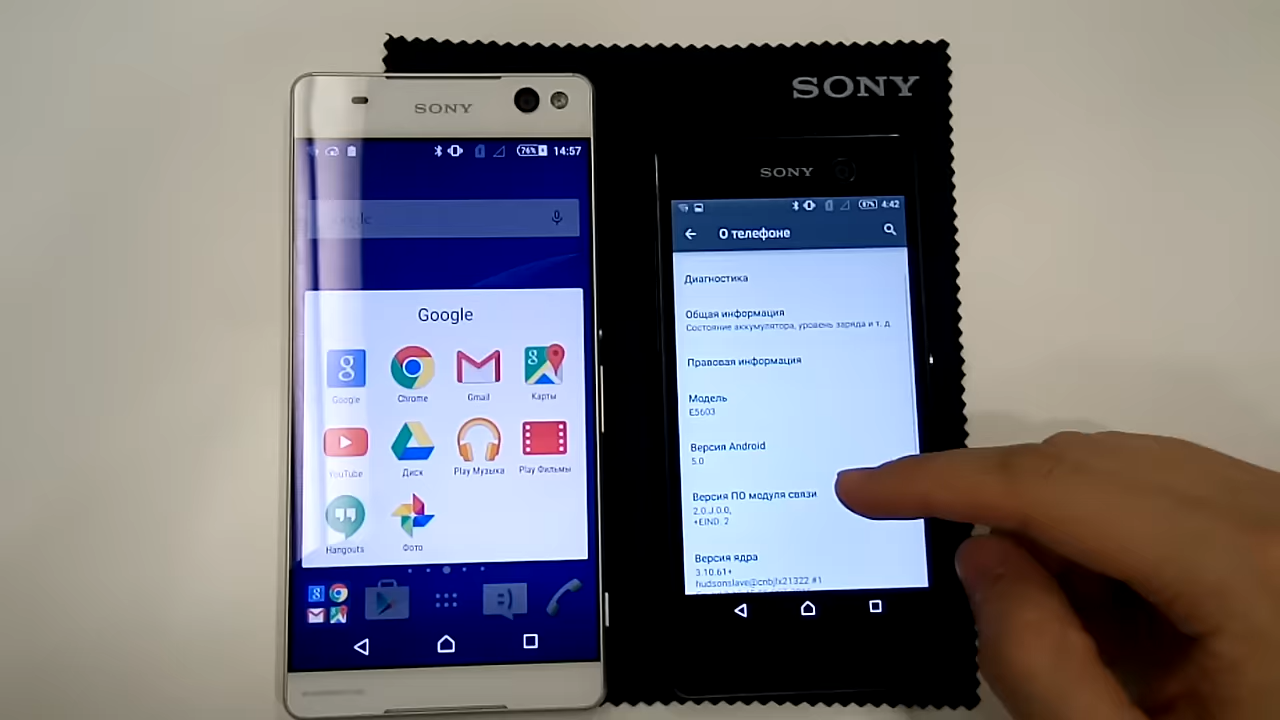 SONY
76%
14:57
Google
Google
Chrome
Gmail
Карты
YouTube
Диск
Play Музыка
Play Фильмы
Hangouts
Фото
SONY
SONY
87%
4:42
О телефоне
Диагностика
Общая информация
Состояние аккумулятора, уровень заряда и т. д.
Правовая информация
Модель
E5603
Версия Android
5.0
Версия ПО модуля связи
2.0.J.0.0,
+EIND. 2
Версия ядра
3.10.61+
hudsonslave@cnbjlx21322 #1